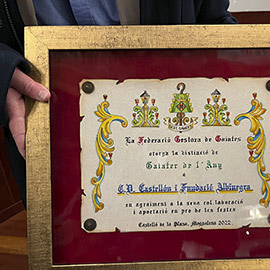 La Federació Gestora de Gaiates
otorga la distinció de
Gaiater de l'Any
a
C.D. Castellón i Fundació Albinegra
en agraïment a la seua col.laboració
i aportació en pro de les festes
Castelló de la Plana, Magdalena 2022